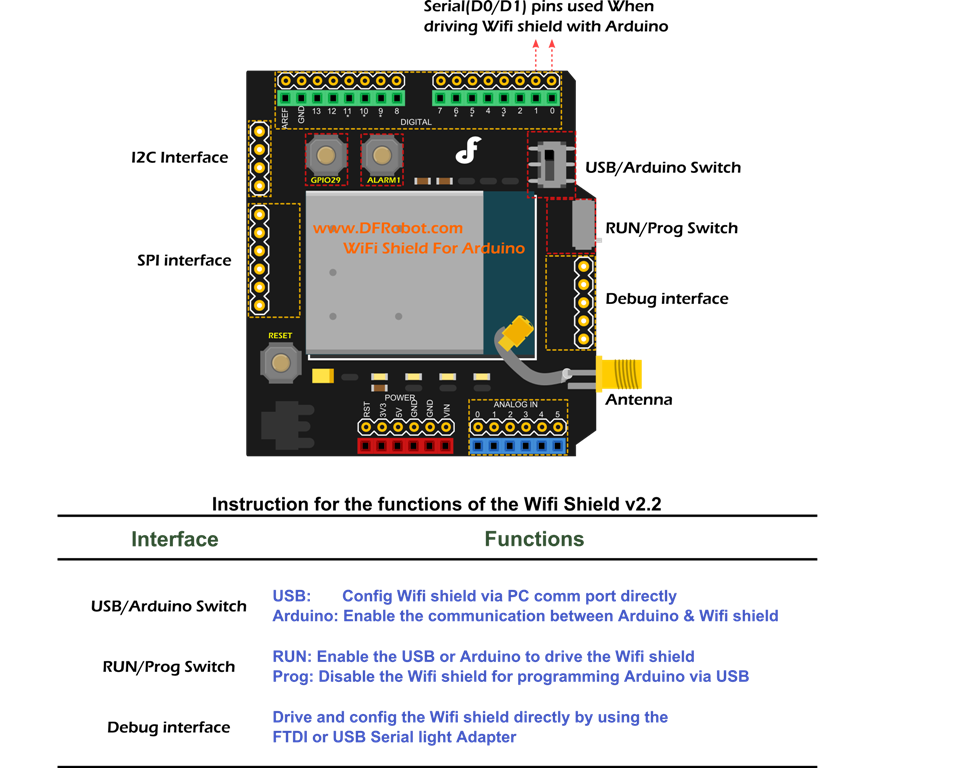 Serial(D0/D1) pins used When
driving Wifi shield with Arduino
AREF GND 13 12 11 10 9 8 7 6 5 4 3 2 1 0
DIGITAL
I2C Interface
GPIO29 ALARM1
USB/Arduino Switch
www.DFRobot.com
WiFi Shield For Arduino
RUN/Prog Switch
SPI interface
Debug interface
RESET
Antenna
POWER
RST 3V3 5V GND GND VIN
ANALOG IN
0 1 2 3 4 5
Instruction for the functions of the Wifi Shield v2.2
Interface Functions
USB/Arduino Switch
USB: Config Wifi shield via PC comm port directly
Arduino: Enable the communication between Arduino & Wifi shield
RUN/Prog Switch
RUN: Enable the USB or Arduino to drive the Wifi shield
Prog: Disable the Wifi shield for programming Arduino via USB
Debug interface
Drive and config the Wifi shield directly by using the
FTDI or USB Serial light Adapter